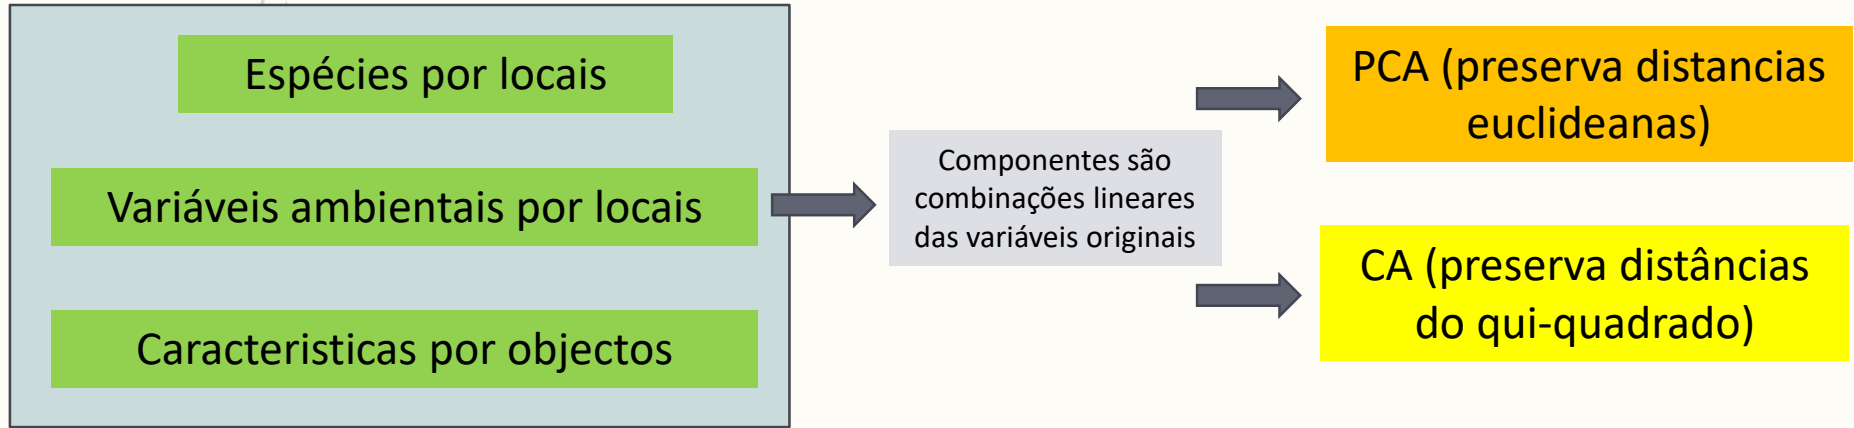 Espécies por locais
Variáveis ambientais por locais
Caracteristicas por objectos
Componentes são
combinações lineares
das variáveis originais
PCA (preserva distancias
euclideanas)
CA (preserva distâncias
do qui-quadrado)